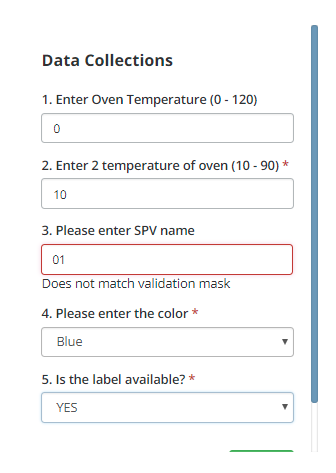 Data Collections
1. Enter Oven Temperature (0 - 120)
0
2. Enter 2 temperature of oven (10 - 90) *
10
3. Please enter SPV name
01
Does not match validation mask
4. Please enter the color *
Blue
5. Is the label available? *
YES